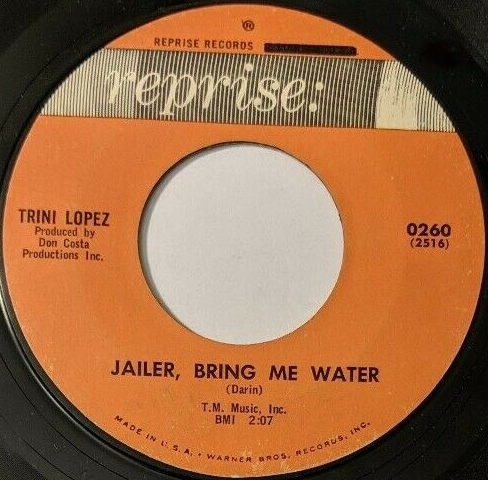 ®
REPRISE RECORDS
reprise:
TRINI LOPEZ
Produced by
Don Costa
Productions Inc.
0260
(2516)
JAILER, BRING ME WATER
(Darin)
T.M. Music, Inc.
BMI 2:07
MADE IN U.S.A. • WARNER BROS. RECORDS, INC.